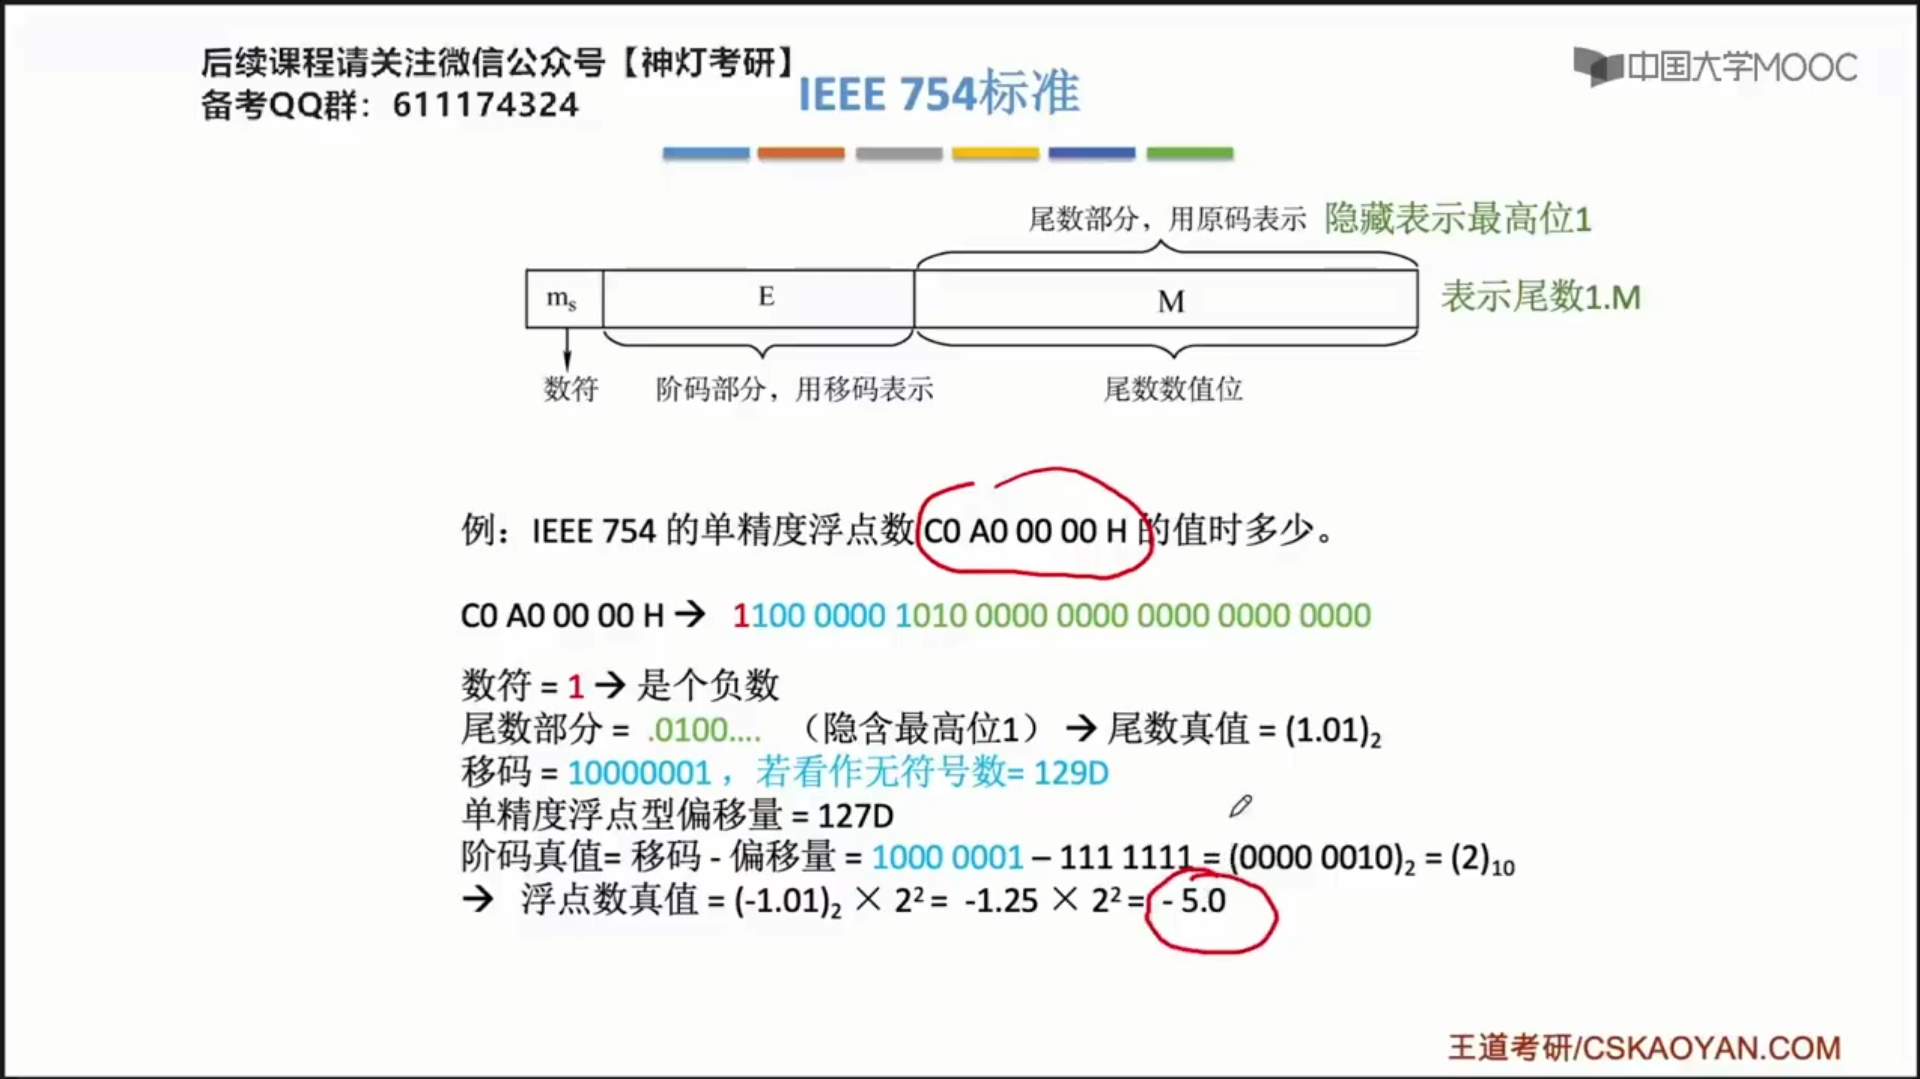 后续课程请关注微信公众号【神灯考研】
备考QQ群：611174324
IEEE 754标准
中国大学MOOC
尾数部分，用原码表示 隐藏表示最高位1
mₛ E M 表示尾数1.M
数符 阶码部分，用移码表示 尾数数值位
例：IEEE 754 的单精度浮点数 C0 A0 00 00 H 的值时多少。
C0 A0 00 00 H → 1100 0000 1010 0000 0000 0000 0000 0000
数符 = 1 → 是个负数
尾数部分 = .0100.... （隐含最高位1） → 尾数真值 = (1.01)₂
移码 = 10000001 ，若看作无符号数= 129D
单精度浮点型偏移量 = 127D
阶码真值= 移码 - 偏移量 = 1000 0001 – 111 1111 = (0000 0010)₂ = (2)₁₀
→ 浮点数真值 = (-1.01)₂ × 2² = -1.25 × 2² = - 5.0
王道考研/CSKAOYAN.COM